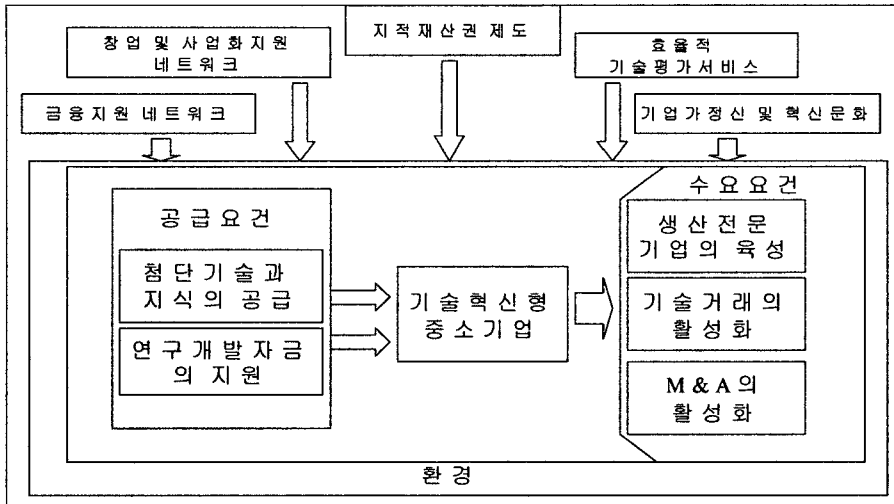 지적재산권 제도
창업 및 사업화지원
네트워크
효율적
기술평가서비스
금융지원 네트워크
기업가정신 및 혁신문화
공급요건
첨단기술과
지식의 공급
연구개발자금
의 지원
기술혁신형
중소기업
수요요건
생산전문
기업의 육성
기술거래의
활성화
M & A의
활성화
환경